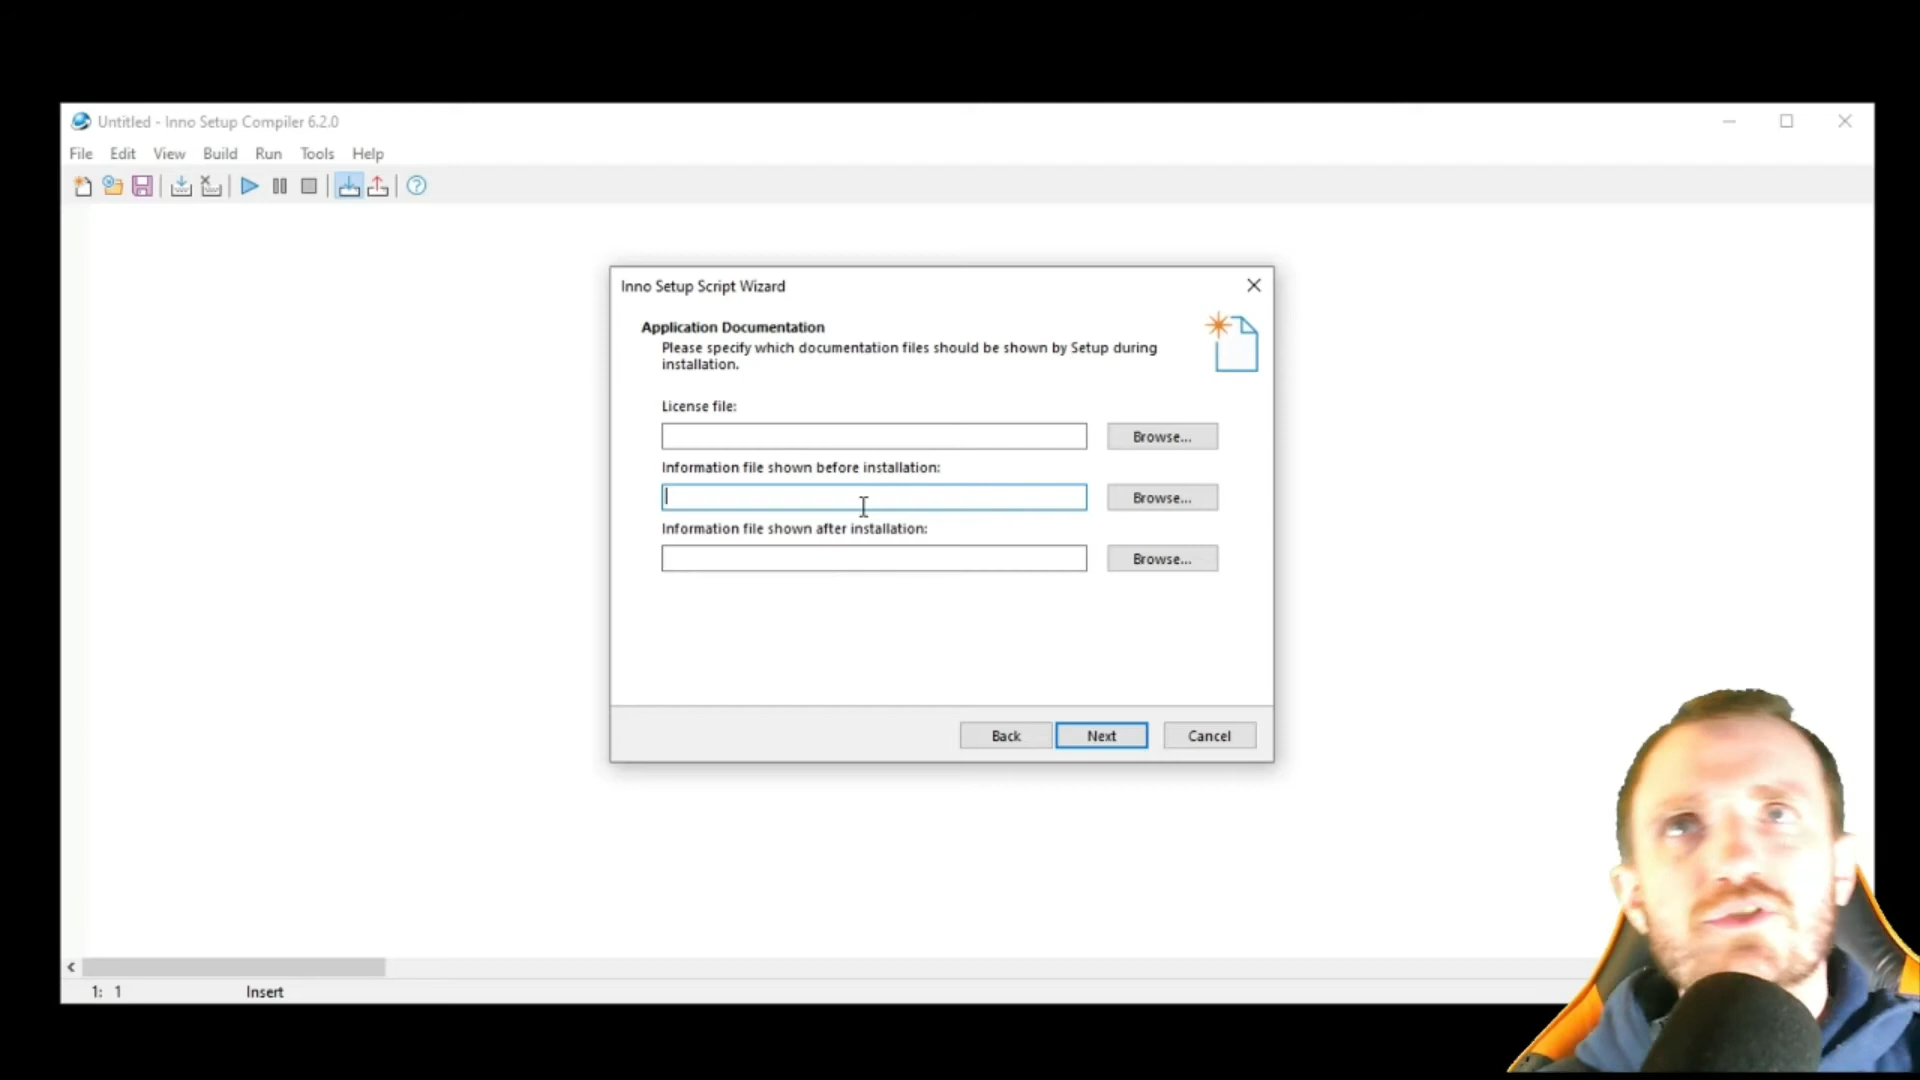 Untitled - Inno Setup Compiler 6.2.0
File Edit View Build Run Tools Help
Inno Setup Script Wizard
Application Documentation
Please specify which documentation files should be shown by Setup during
installation.
License file:
Browse...
Information file shown before installation:
Browse...
Information file shown after installation:
Browse...
Back Next Cancel
1: 1 Insert